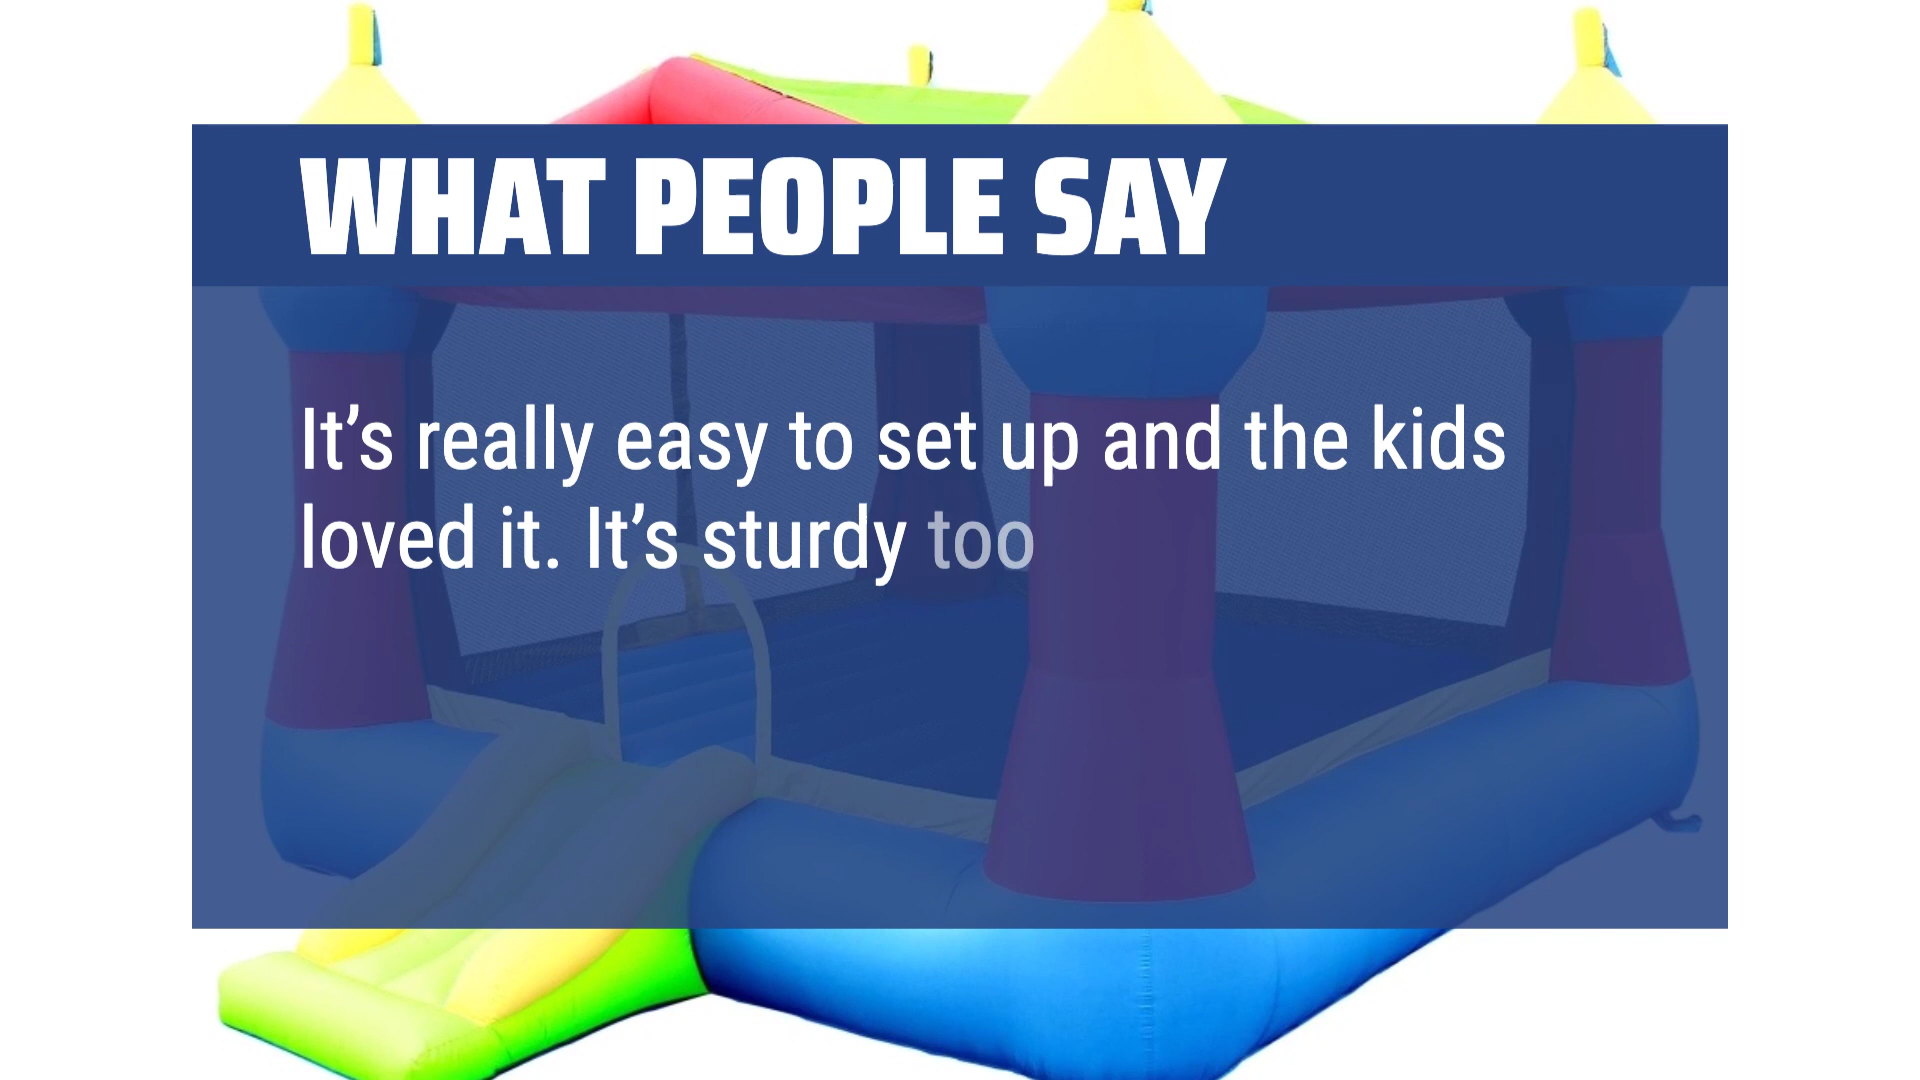 WHAT PEOPLE SAY
It’s really easy to set up and the kids
loved it. It’s sturdy too